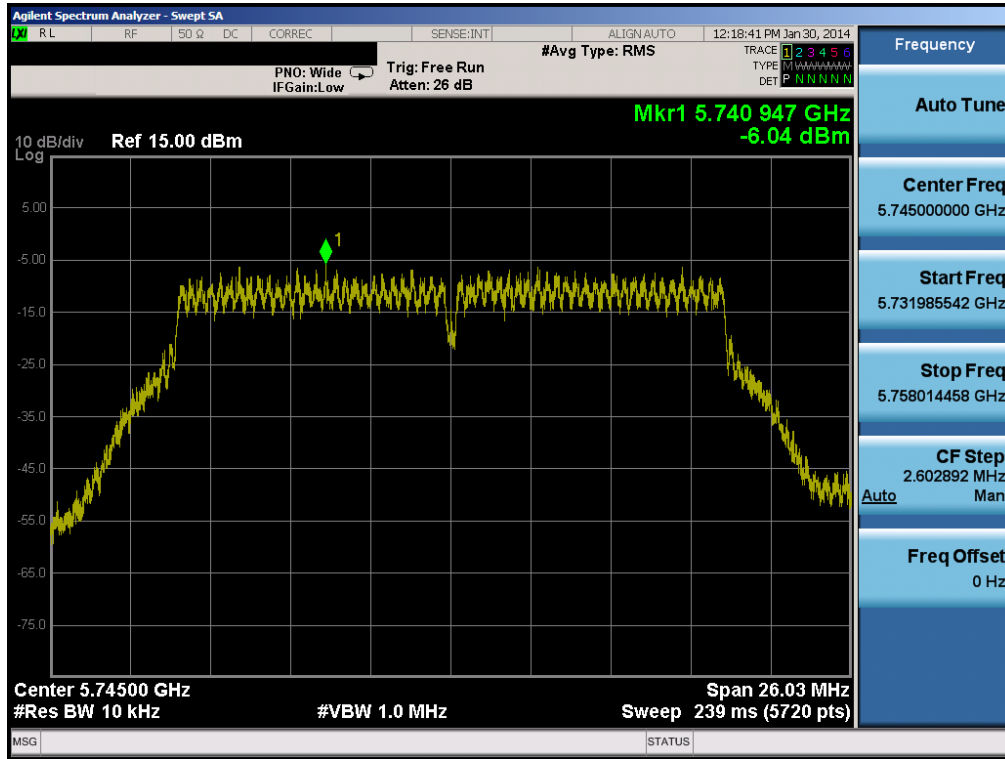 Agilent Spectrum Analyzer - Swept SA
LXI RL RF 50 Ω DC CORREC SENSE:INT ALIGN AUTO 12:18:41 PM Jan 30, 2014
#Avg Type: RMS
TRACE 1 2 3 4 5 6
PNO: Wide Trig: Free Run
TYPE M WWWWW
IFGain:Low Atten: 26 dB
DET P N N N N N
Mkr1 5.740 947 GHz
-6.04 dBm
10 dB/div Ref 15.00 dBm
Log
1
5.00
-5.00
-15.0
-25.0
-35.0
-45.0
-55.0
-65.0
-75.0
Center 5.74500 GHz Span 26.03 MHz
#Res BW 10 kHz #VBW 1.0 MHz Sweep 239 ms (5720 pts)
MSG STATUS
Frequency
Auto Tune
Center Freq
5.745000000 GHz
Start Freq
5.731985542 GHz
Stop Freq
5.758014458 GHz
CF Step
2.602892 MHz
Auto Man
Freq Offset
0 Hz